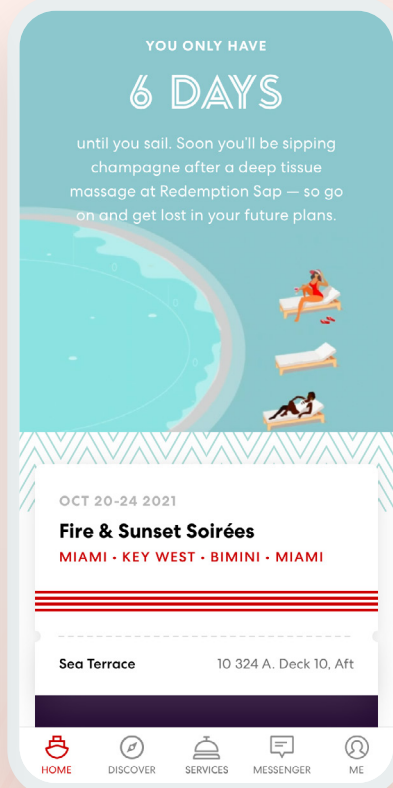 YOU ONLY HAVE
6 DAYS
until you sail. Soon you'll be sipping
champagne after a deep tissue
massage at Redemption Sap — so go
on and get lost in your future plans.
OCT 20-24 2021
Fire & Sunset Soirées
MIAMI • KEY WEST • BIMINI • MIAMI
Sea Terrace 10 324 A. Deck 10, Aft
HOME DISCOVER SERVICES MESSENGER ME